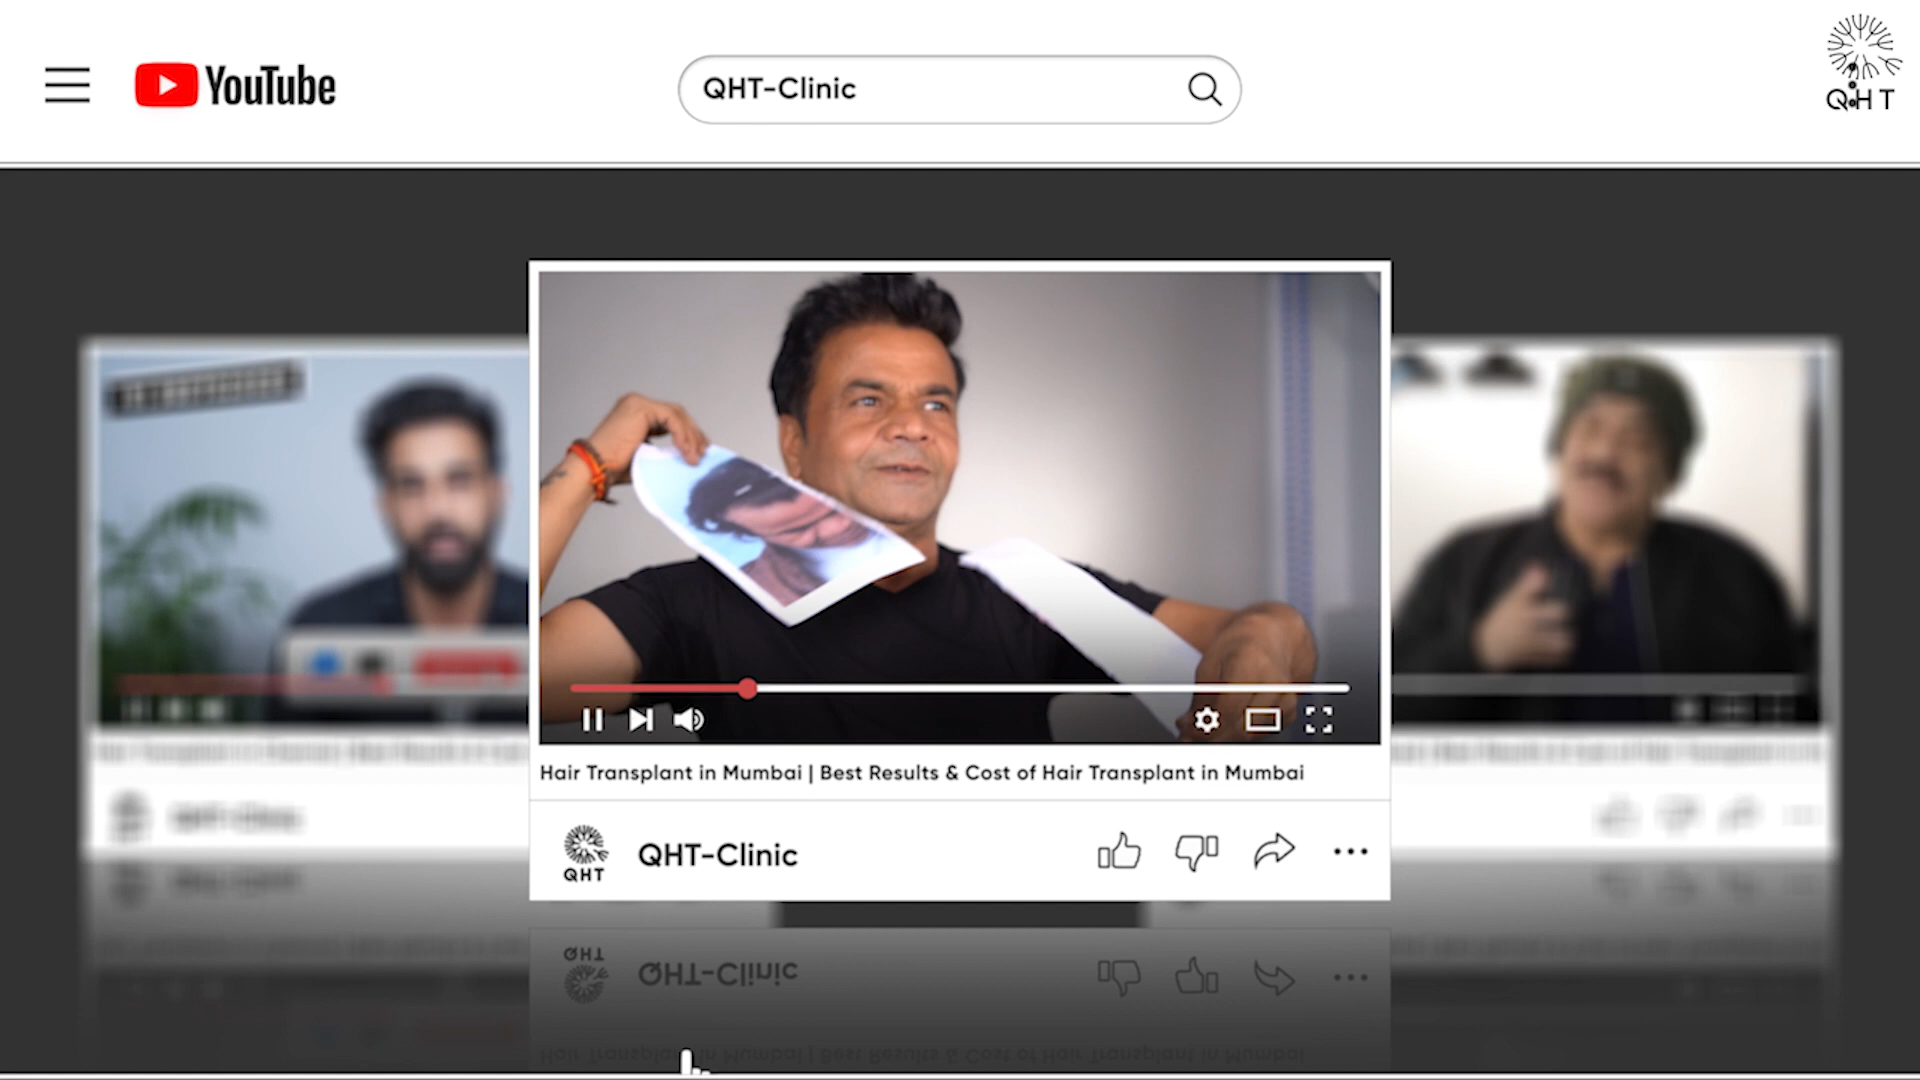 YouTube
QHT-Clinic
QHT
Hair Transplant in Mumbai | Best Results & Cost of Hair Transplant in Mumbai
QHT
QHT-Clinic